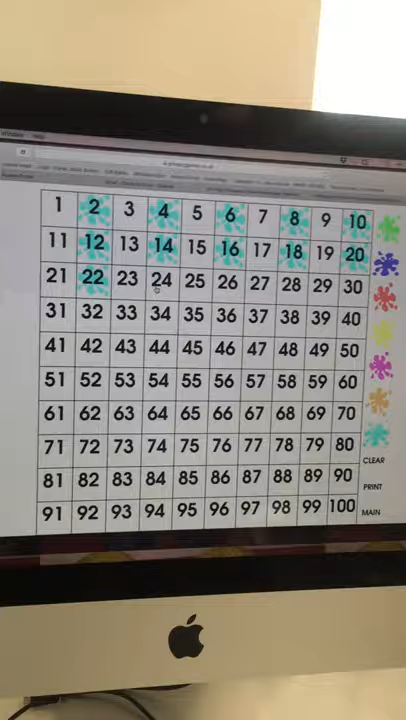 Window Help
1 2 3 4 5 6 7 8 9 10
11 12 13 14 15 16 17 18 19 20
21 22 23 24 25 26 27 28 29 30
31 32 33 34 35 36 37 38 39 40
41 42 43 44 45 46 47 48 49 50
51 52 53 54 55 56 57 58 59 60
61 62 63 64 65 66 67 68 69 70
71 72 73 74 75 76 77 78 79 80
CLEAR
81 82 83 84 85 86 87 88 89 90
PRINT
91 92 93 94 95 96 97 98 99 100
MAIN